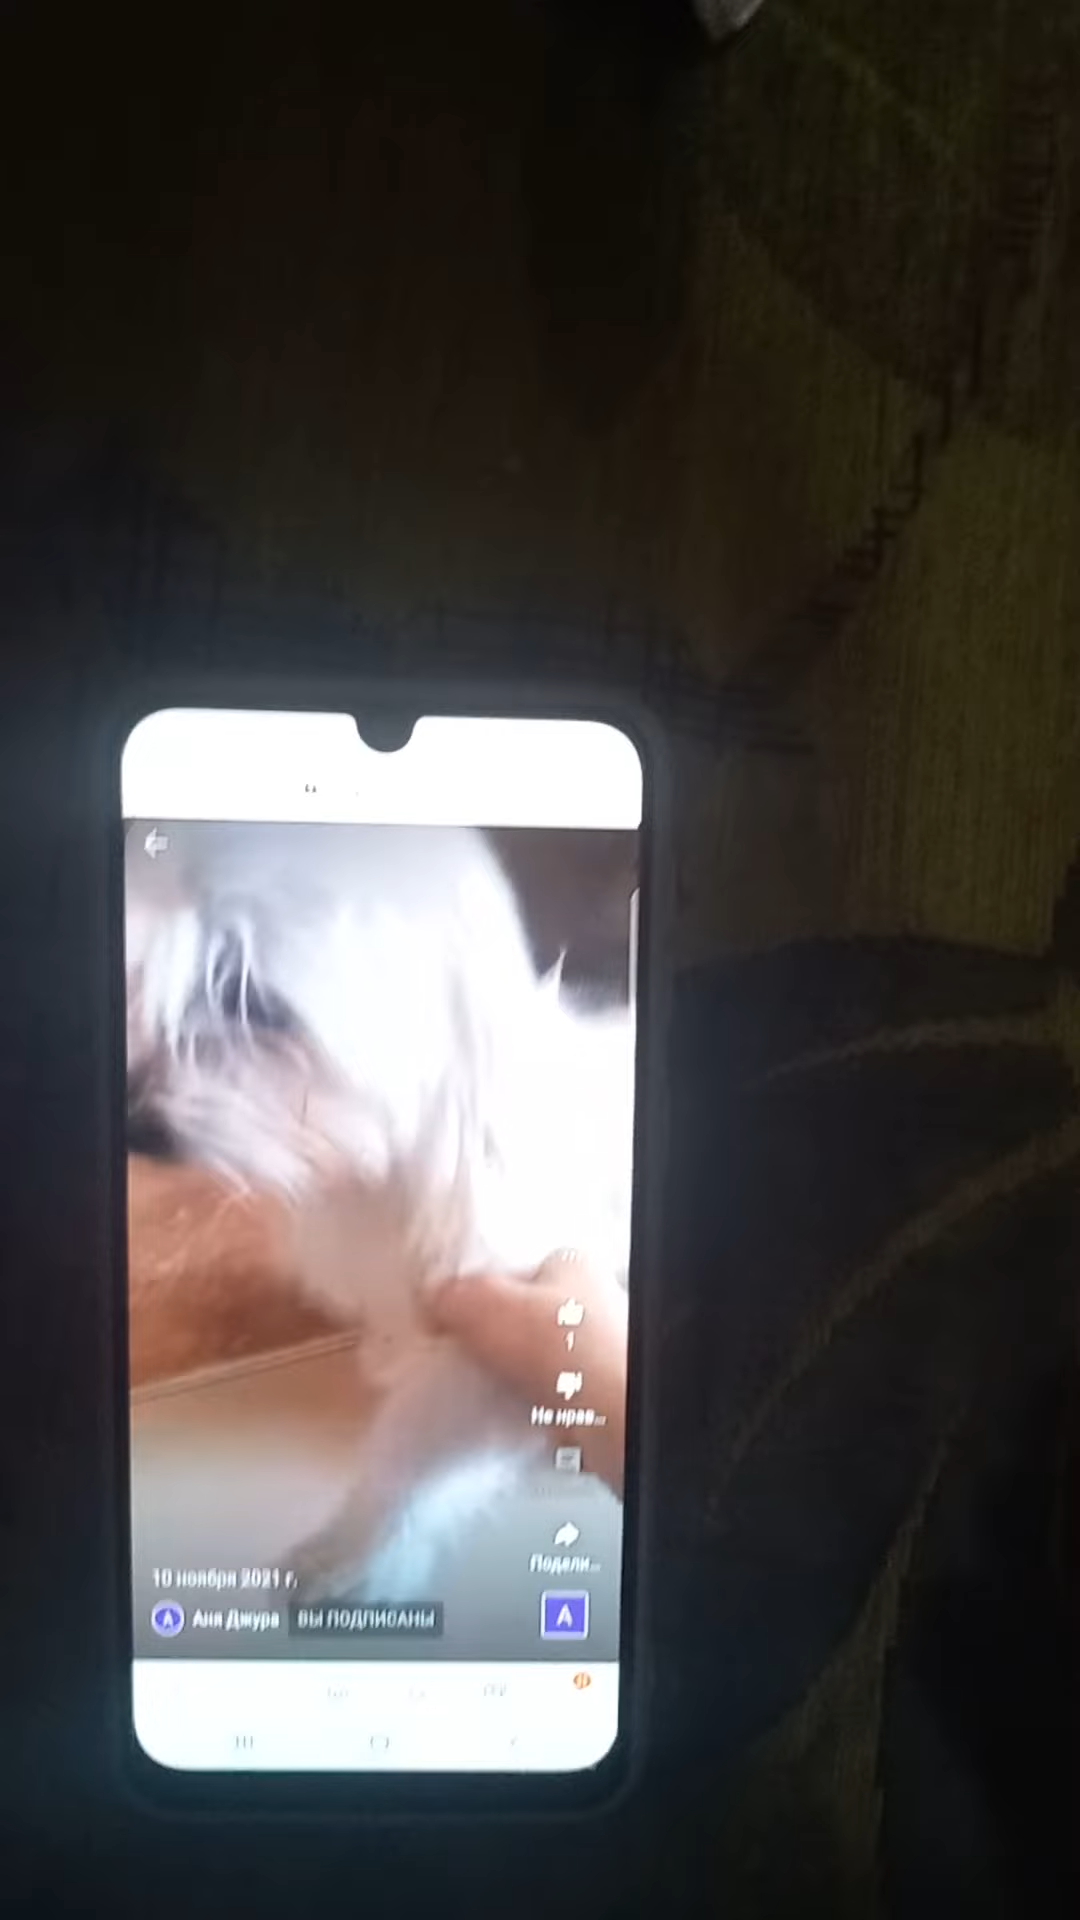 1
Не нрав...
Подели...
10 ноября 2021 г.
А Аня Джура ВЫ ПОДПИСАНЫ
A